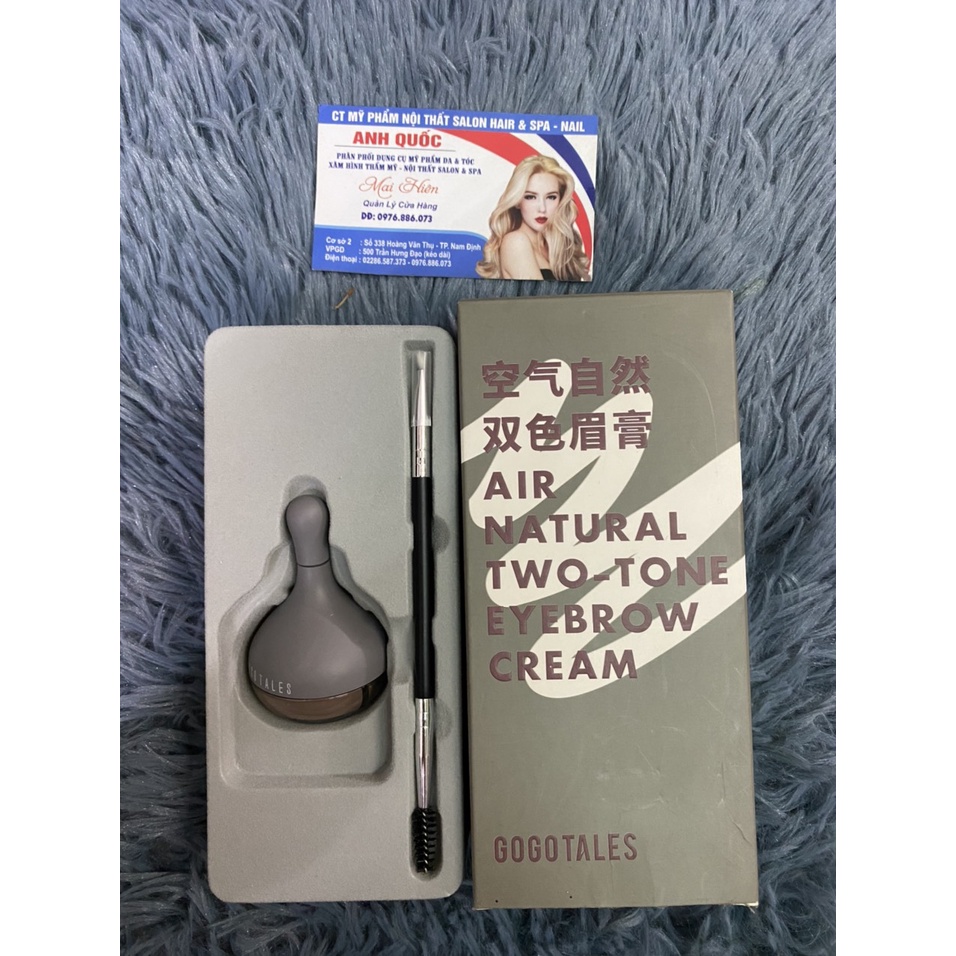 CT MỸ PHẨM NỘI THẤT SALON HAIR & SPA - NAIL
ANH QUỐC
PHÂN PHỐI DỤNG CỤ MỸ PHẨM DA & TÓC
XĂM HÌNH THẨM MỸ - NỘI THẤT SALON & SPA
Mai Hiên
Quản Lý Cửa Hàng
DĐ: 0976.886.073
Cơ sở 2 : Số 338 Hoàng Văn Thụ - TP. Nam Định
VPGD : 500 Trần Hưng Đạo (kéo dài)
Điện thoại : 02286.587.373 - 0976.886.073
空气自然
双色眉膏
AIR
NATURAL
TWO-TONE
EYEBROW
CREAM
GOGOTALES
OTALES